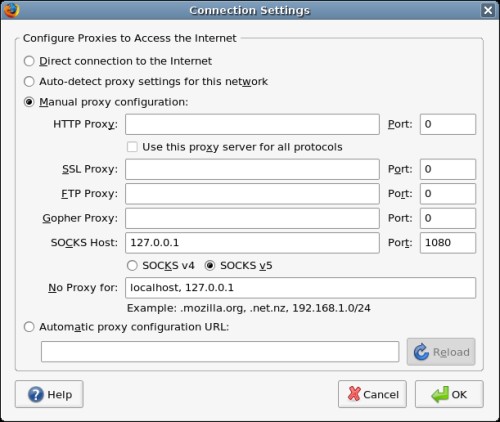 Connection Settings
Configure Proxies to Access the Internet
Direct connection to the Internet
Auto-detect proxy settings for this network
Manual proxy configuration:
HTTP Proxy: Port: 0
Use this proxy server for all protocols
SSL Proxy: Port: 0
FTP Proxy: Port: 0
Gopher Proxy: Port: 0
SOCKS Host: 127.0.0.1 Port: 1080
SOCKS v4 SOCKS v5
No Proxy for: localhost, 127.0.0.1
Example: .mozilla.org, .net.nz, 192.168.1.0/24
Automatic proxy configuration URL:
Reload
Help Cancel OK